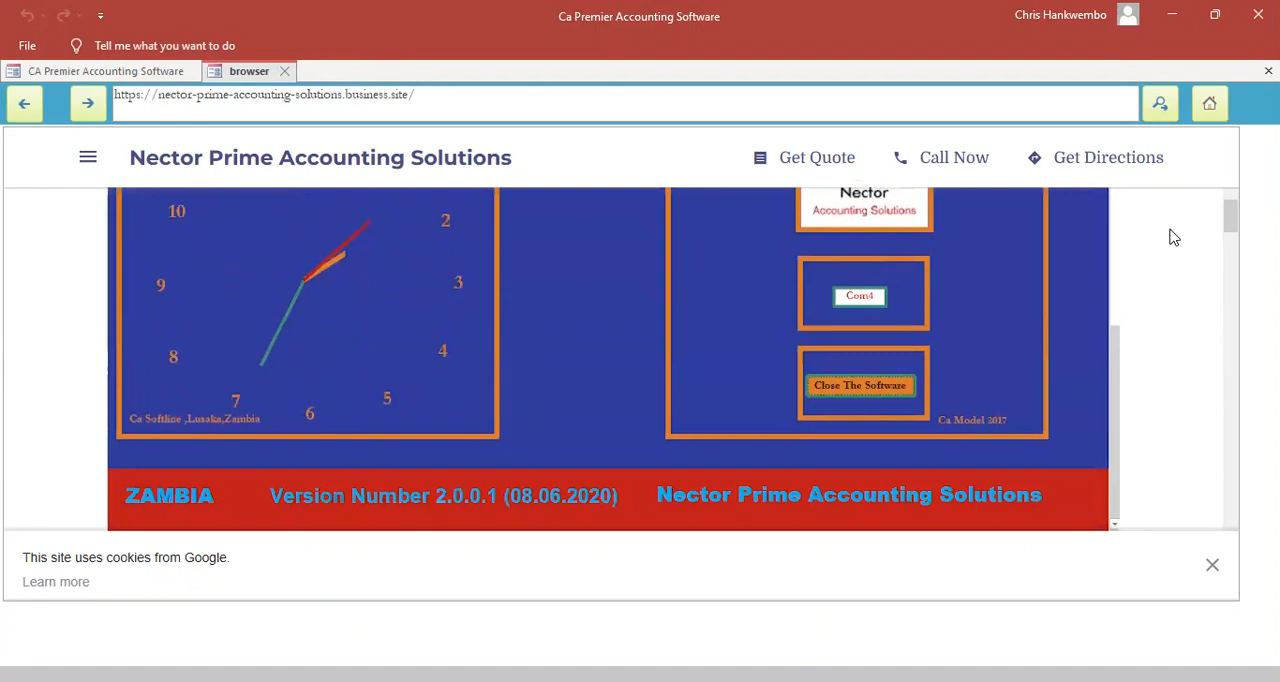 Ca Premier Accounting Software
Chris Hankwembo
File
Tell me what you want to do
CA Premier Accounting Software
browser
https://nector-prime-accounting-solutions.business.site/
Nector Prime Accounting Solutions
Get Quote
Call Now
Get Directions
10
2
9
3
8
4
7
5
6
Ca Softline ,Lusaka,Zambia
Nector
Accounting Solutions
Com4
Close The Software
Ca Model 2017
ZAMBIA
Version Number 2.0.0.1 (08.06.2020)
Nector Prime Accounting Solutions
This site uses cookies from Google.
Learn more